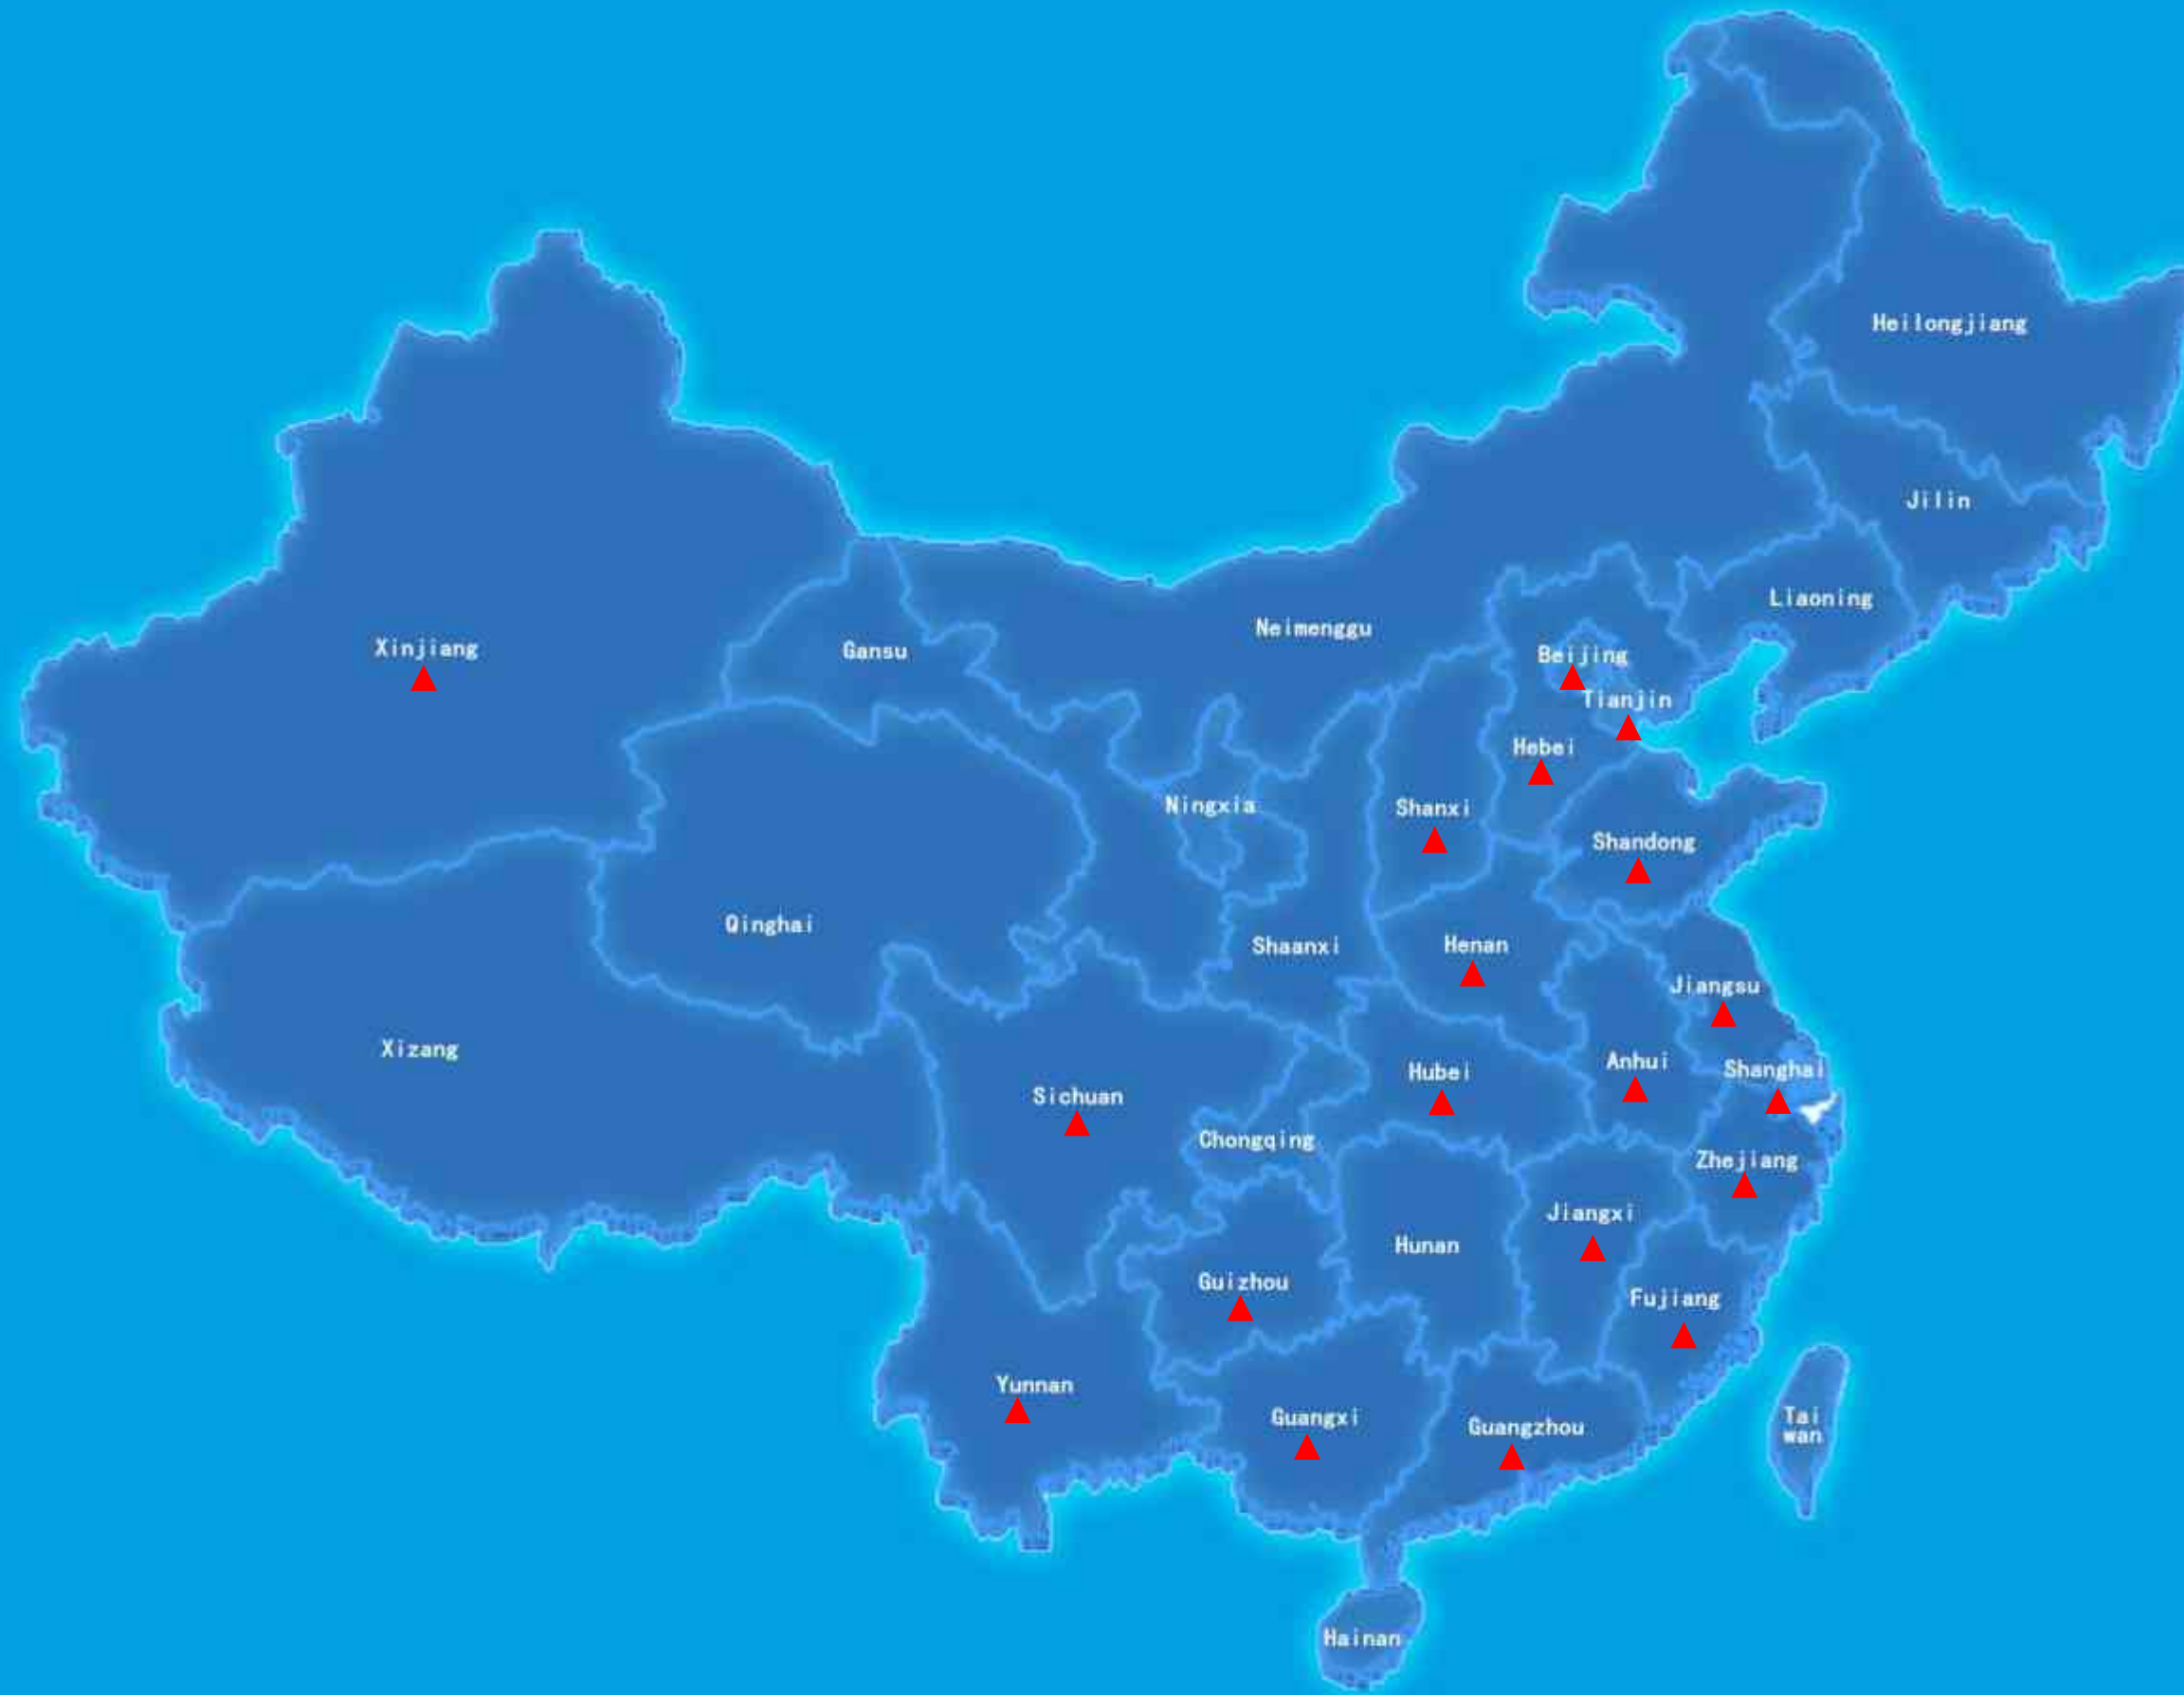 Heilongjiang
Jilin
Liaoning
Neimenggu
Xinjiang
Gansu
Beijing
Tianjin
Hebei
Ningxia
Shanxi
Shandong
Qinghai
Shaanxi
Henan
Jiangsu
Xizang
Anhui
Shanghai
Hubei
Sichuan
Chongqing
Zhejiang
Jiangxi
Hunan
Guizhou
Fujiang
Yunnan
Guangxi
Guangzhou
Tai
wan
Hainan